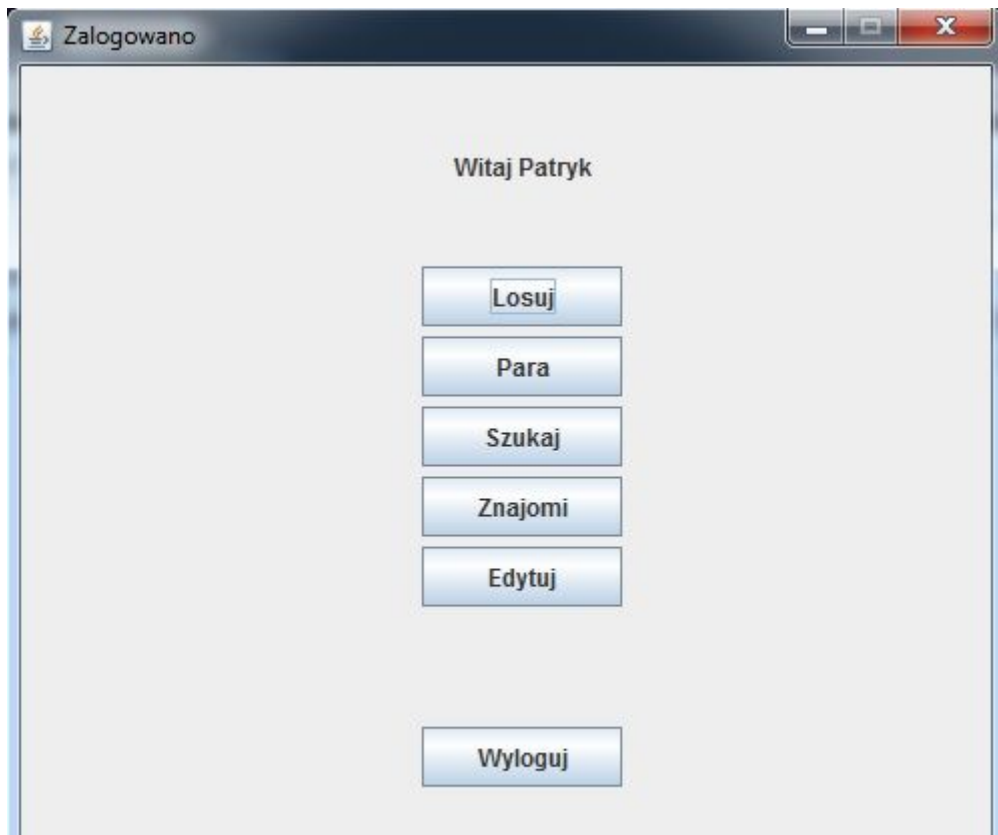 Zalogowano
Witaj Patryk
Losuj
Para
Szukaj
Znajomi
Edytuj
Wyloguj